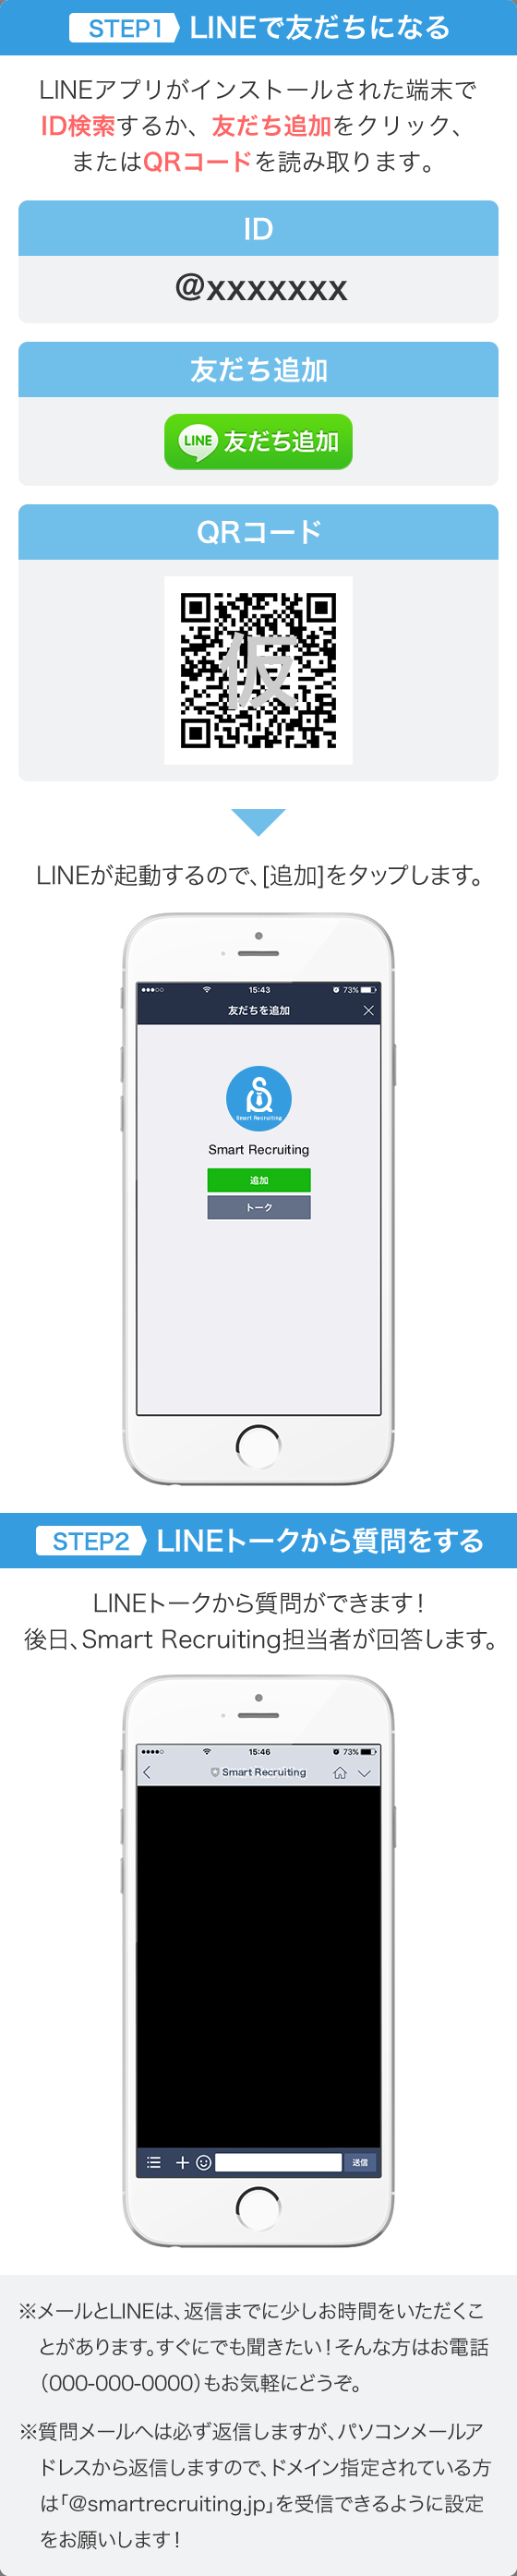 STEP1 LINEで友だちになる
LINEアプリがインストールされた端末で
ID検索するか、友だち追加をクリック、
またはQRコードを読み取ります。
ID
@xxxxxxx
友だち追加
LINE 友だち追加
QRコード
仮
LINEが起動するので、[追加]をタップします。
15:43 73%
友だちを追加
Smart Recruiting
Smart Recruiting
追加
トーク
STEP2 LINEトークから質問をする
LINEトークから質問ができます!
後日、Smart Recruiting担当者が回答します。
15:46 73%
Smart Recruiting
送信
※メールとLINEは、返信までに少しお時間をいただくこ
とがあります。すぐにでも聞きたい!そんな方はお電話
(000-000-0000)もお気軽にどうぞ。
※質問メールへは必ず返信しますが、パソコンメールア
ドレスから返信しますので、ドメイン指定されている方
は「@smartrecruiting.jp」を受信できるように設定
をお願いします!